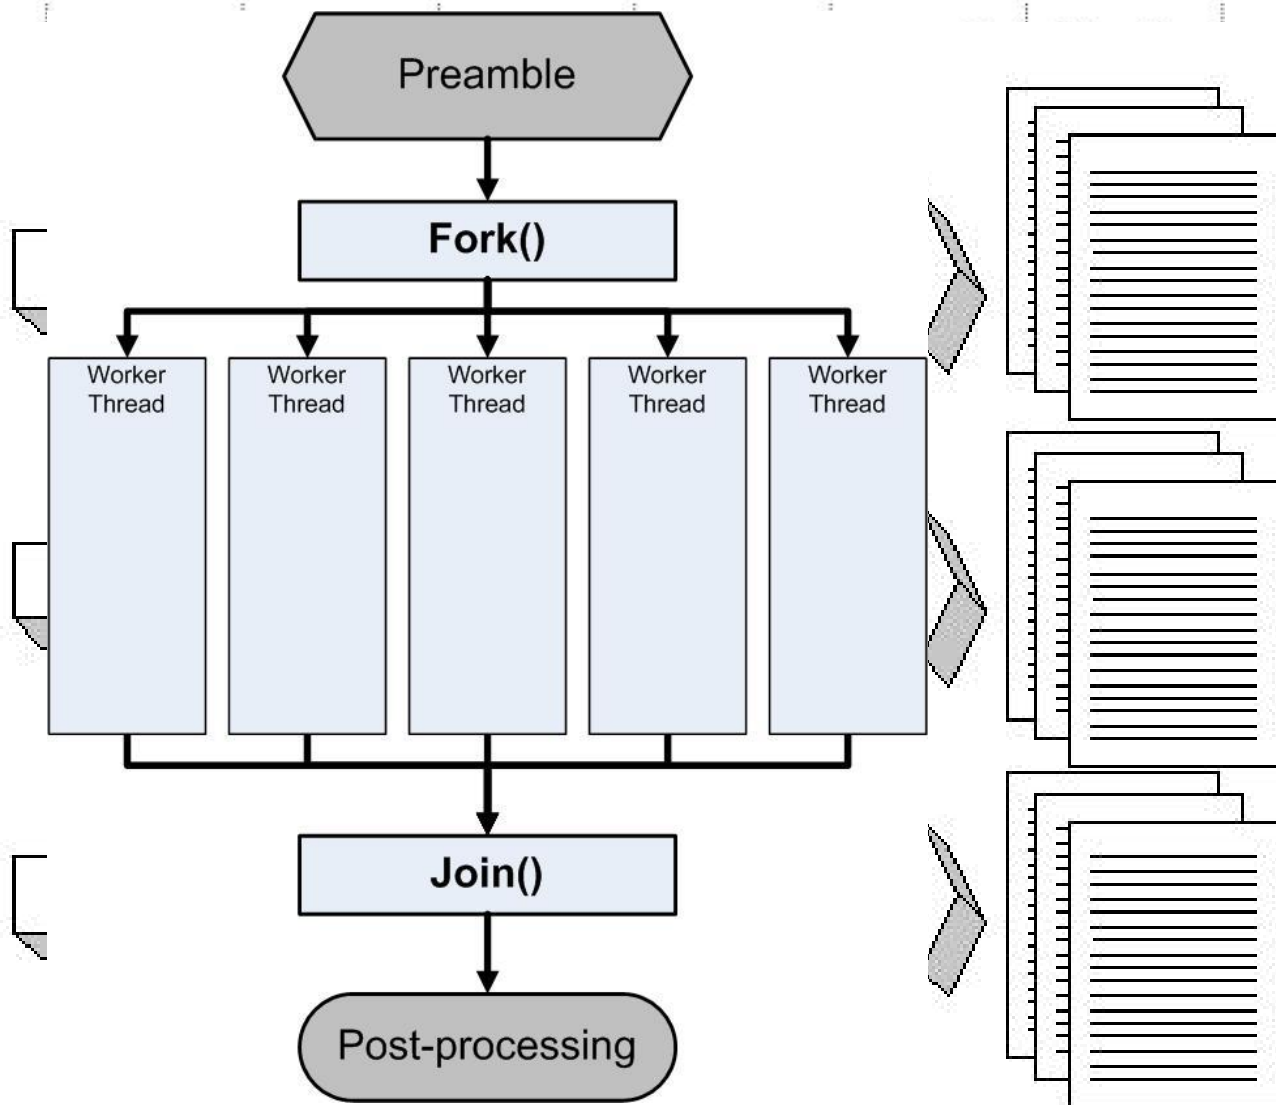 Preamble
Fork()
Worker
Thread
Worker
Thread
Worker
Thread
Worker
Thread
Worker
Thread
Join()
Post-processing